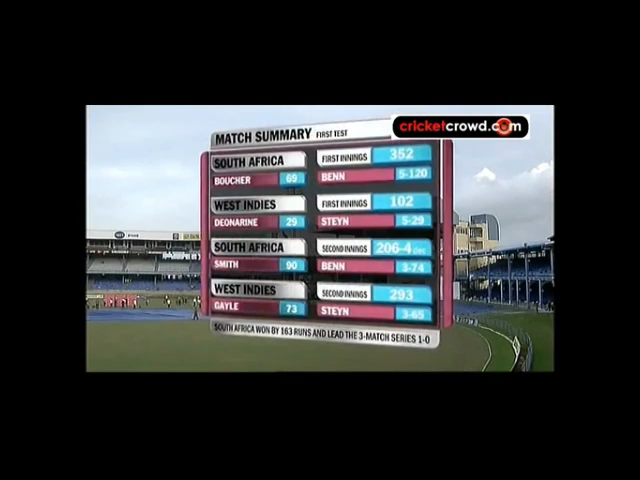 cricketcrowd.com
MATCH SUMMARY FIRST TEST
SOUTH AFRICA FIRST INNINGS 352
BOUCHER 69 BENN 5-120
WEST INDIES FIRST INNINGS 102
DEONARINE 29 STEYN 5-29
SOUTH AFRICA SECOND INNINGS 206-4 DEC
SMITH 90 BENN 3-74
WEST INDIES SECOND INNINGS 293
GAYLE 73 STEYN 3-65
SOUTH AFRICA WON BY 163 RUNS AND LEAD THE 3-MATCH SERIES 1-0